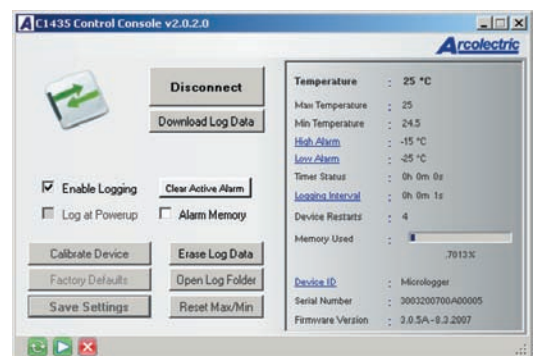 C1435 Control Console v2.0.2.0
Arcolectric
Disconnect
Download Log Data
Enable Logging
Clear Active Alarm
Log at Powerup
Alarm Memory
Calibrate Device
Erase Log Data
Factory Defaults
Open Log Folder
Save Settings
Reset Max/Min
Temperature : 25 °C
Max Temperature : 25
Min Temperature : 24.5
High Alarm : -15 °C
Low Alarm : -25 °C
Timer Status : 0h 0m 0s
Logging Interval : 0h 0m 1s
Device Restarts : 4
Memory Used :
.7013%
Device ID : Micrologger
Serial Number : 3003200700A00005
Firmware Version : 3.0.5A-8.3.2007